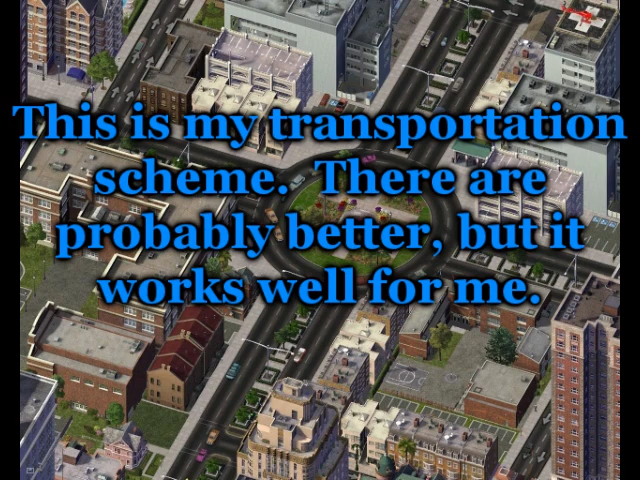 This is my transportation
scheme.  There are
probably better, but it
works well for me.